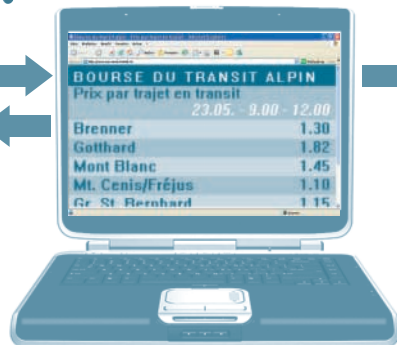 BOURSE DU TRANSIT ALPIN
Prix par trajet en transit
23.05. - 9.00 - 12.00
Brenner 1.30
Gotthard 1.82
Mont Blanc 1.45
Mt. Cenis/Fréjus 1.10
Gr. St. Bernhard 1.15